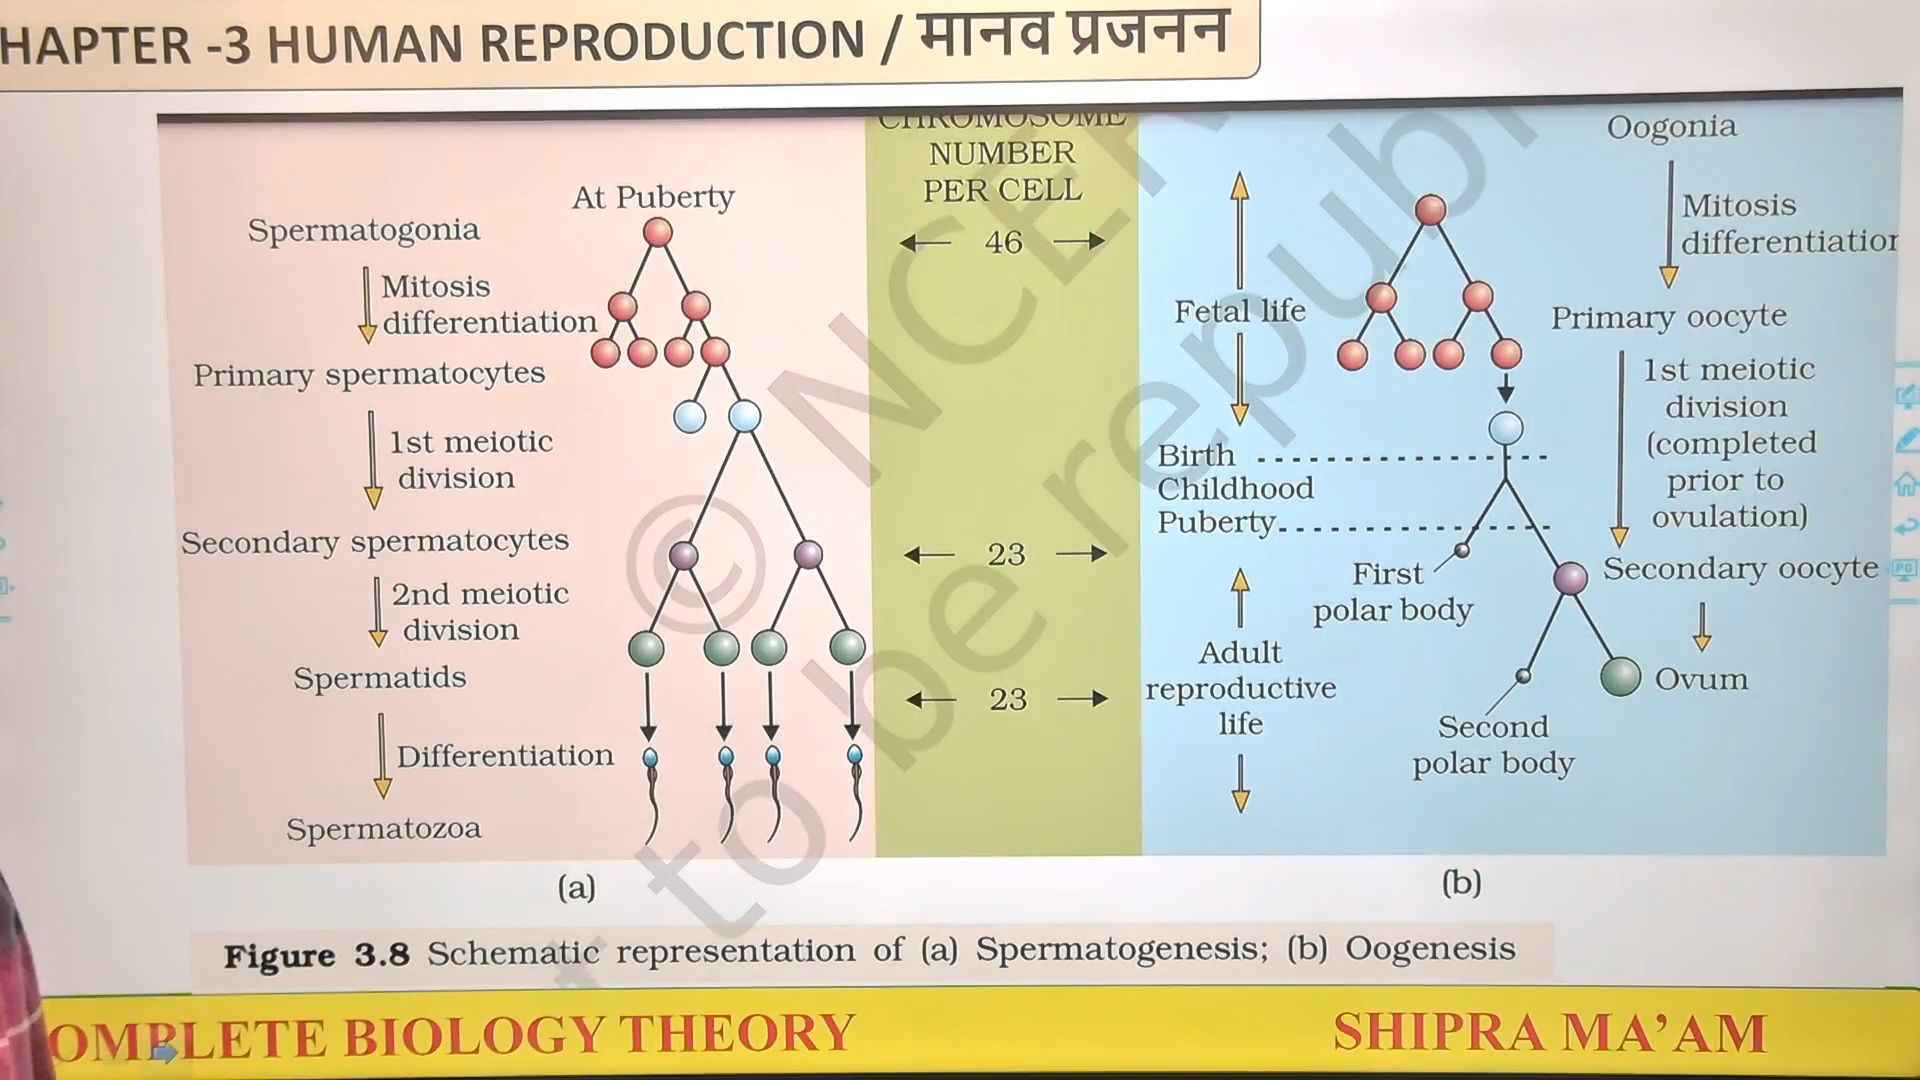 HAPTER -3 HUMAN REPRODUCTION / मानव प्रजनन
At Puberty
Spermatogonia
Mitosis
differentiation
Primary spermatocytes
1st meiotic
division
Secondary spermatocytes
2nd meiotic
division
Spermatids
Differentiation
Spermatozoa
(a)
CHROMOSOME
NUMBER
PER CELL
46
23
23
Fetal life
Birth
Childhood
Puberty
Adult
reproductive
life
First
polar body
Second
polar body
Oogonia
Mitosis
differentiation
Primary oocyte
1st meiotic
division
(completed
prior to
ovulation)
Secondary oocyte
Ovum
(b)
© NCER
to be republ
Figure 3.8 Schematic representation of (a) Spermatogenesis; (b) Oogenesis
OMPLETE BIOLOGY THEORY
SHIPRA MA’AM